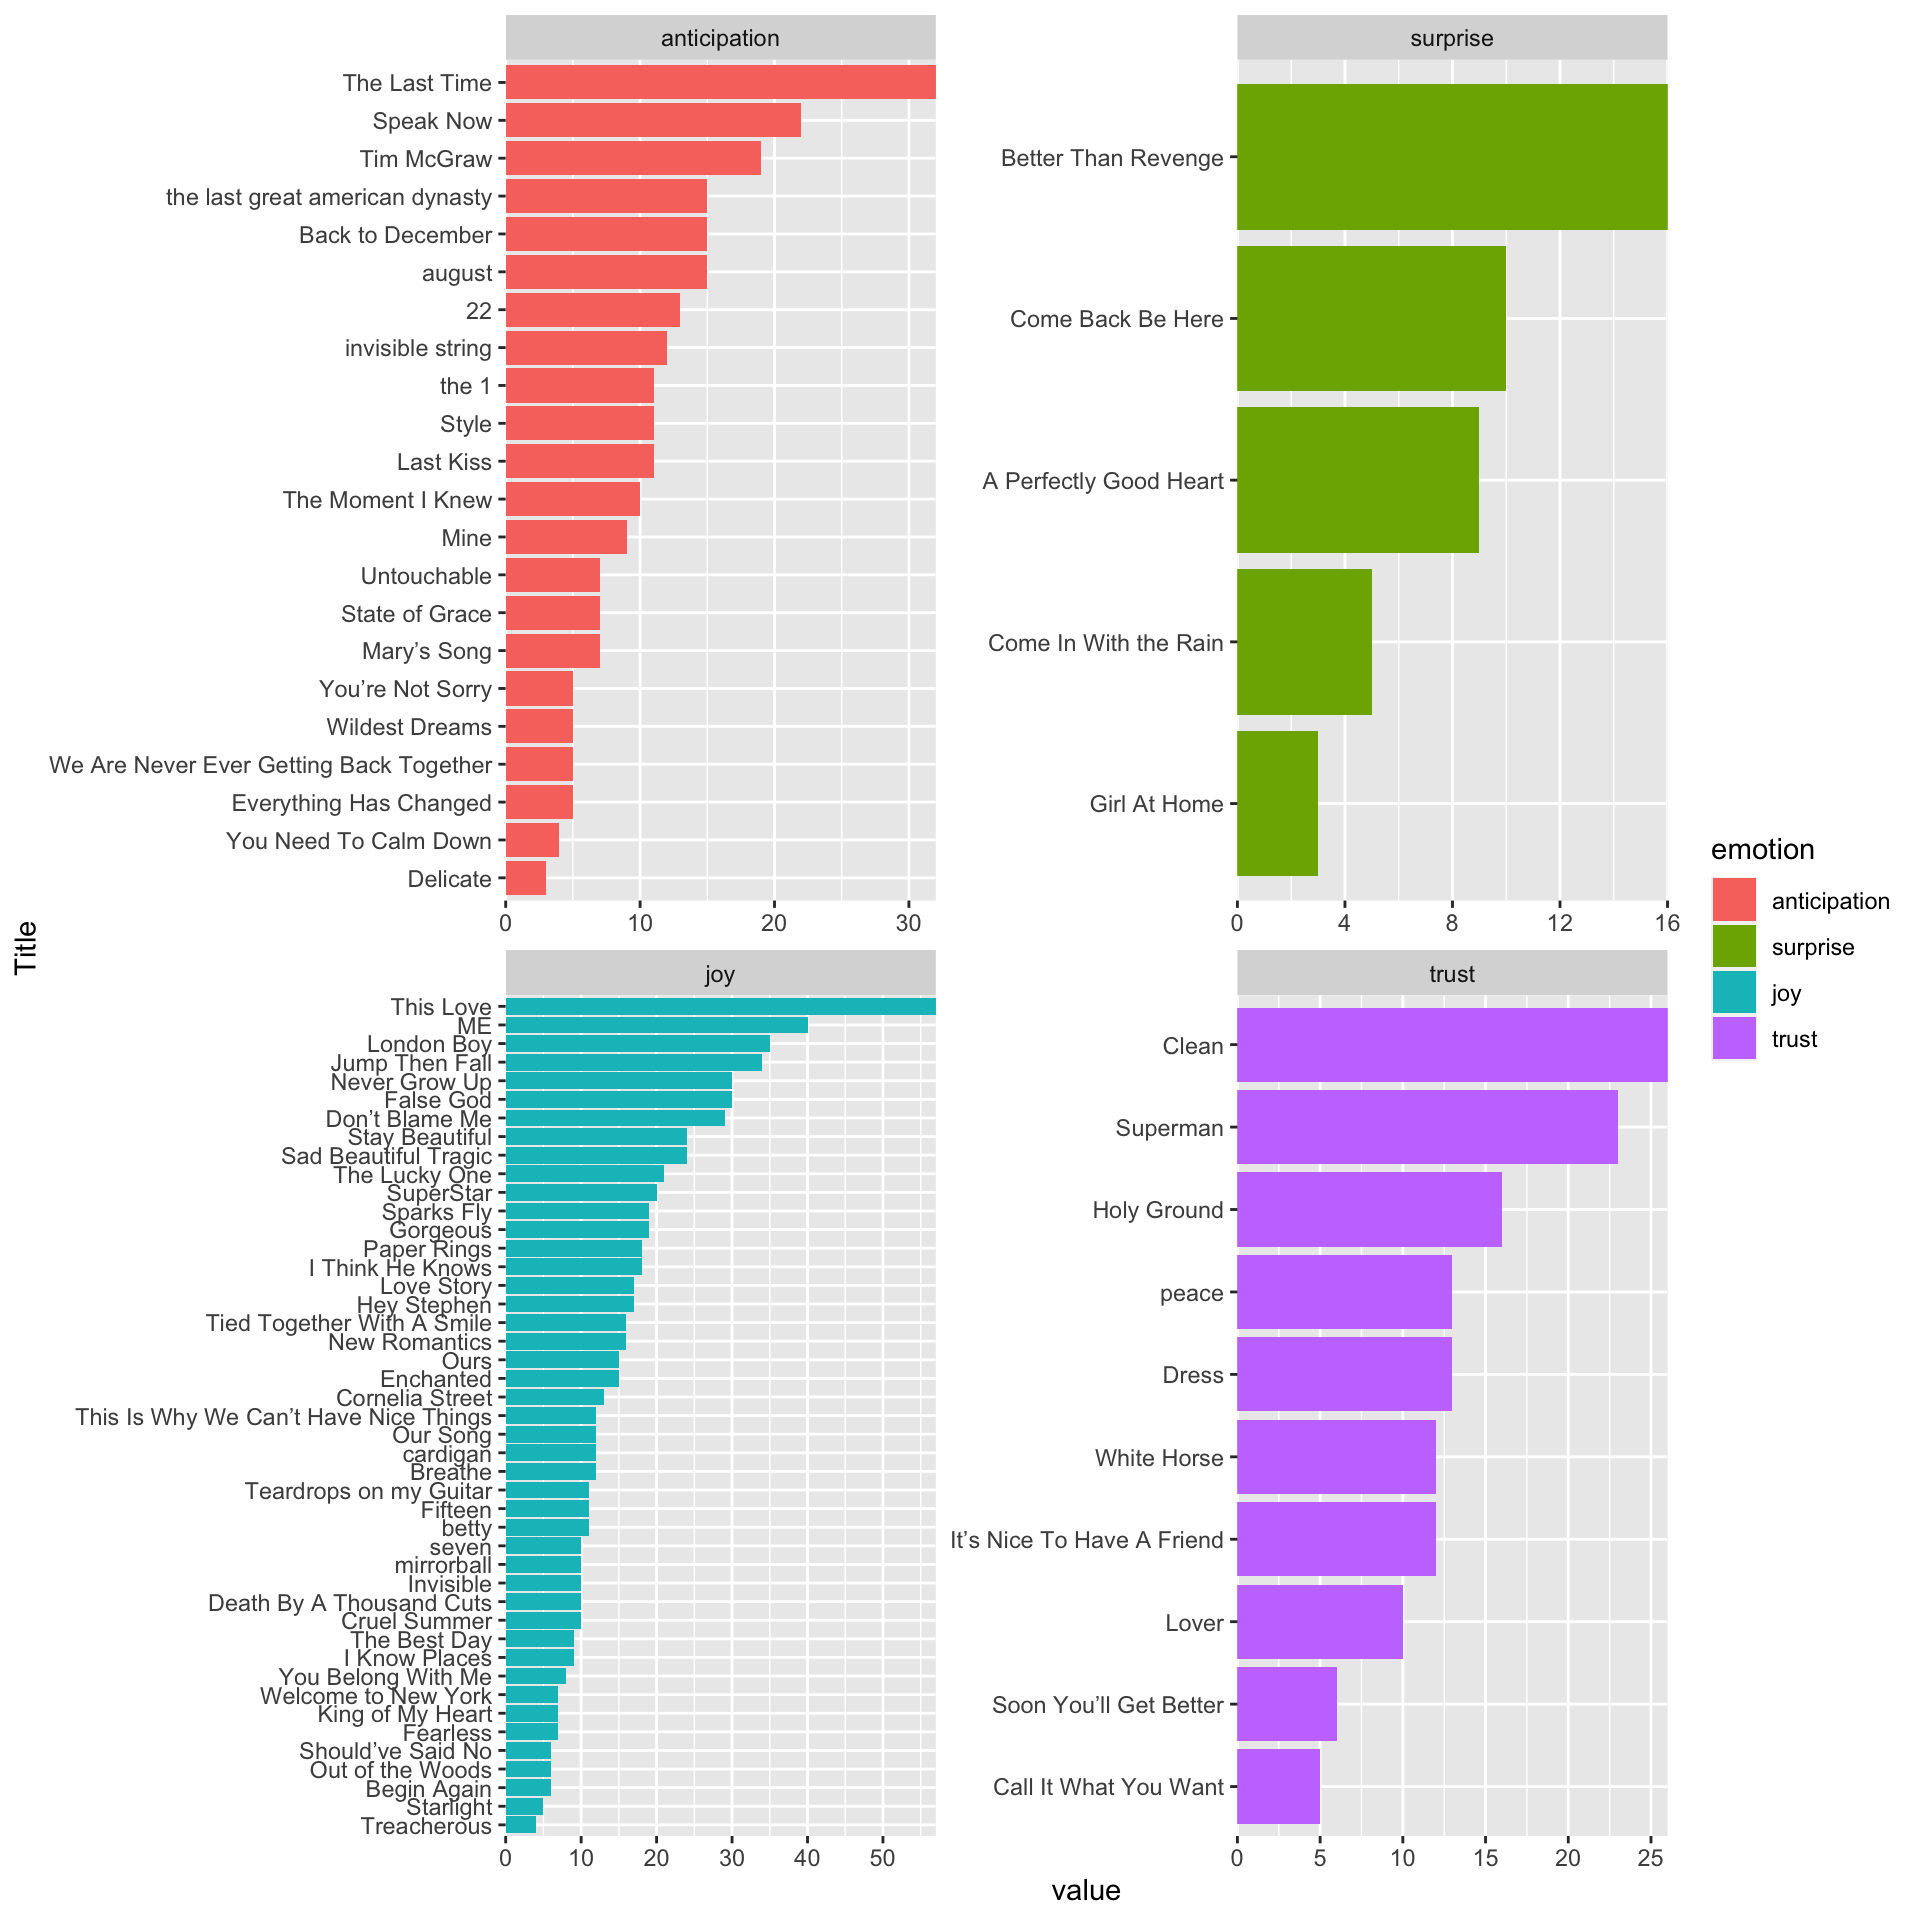 anticipation
The Last Time
Speak Now
Tim McGraw
the last great american dynasty
Back to December
august
22
invisible string
the 1
Style
Last Kiss
The Moment I Knew
Mine
Untouchable
State of Grace
Mary’s Song
You’re Not Sorry
Wildest Dreams
We Are Never Ever Getting Back Together
Everything Has Changed
You Need To Calm Down
Delicate
0 10 20 30
surprise
Better Than Revenge
Come Back Be Here
A Perfectly Good Heart
Come In With the Rain
Girl At Home
0 4 8 12 16
joy
This Love
ME
London Boy
Jump Then Fall
Never Grow Up
False God
Don’t Blame Me
Stay Beautiful
Sad Beautiful Tragic
The Lucky One
SuperStar
Sparks Fly
Gorgeous
Paper Rings
I Think He Knows
Love Story
Hey Stephen
Tied Together With A Smile
New Romantics
Ours
Enchanted
Cornelia Street
This Is Why We Can’t Have Nice Things
Our Song
cardigan
Breathe
Teardrops on my Guitar
Fifteen
betty
seven
mirrorball
Invisible
Death By A Thousand Cuts
Cruel Summer
The Best Day
I Know Places
You Belong With Me
Welcome to New York
King of My Heart
Fearless
Should’ve Said No
Out of the Woods
Begin Again
Starlight
Treacherous
0 10 20 30 40 50
trust
Clean
Superman
Holy Ground
peace
Dress
White Horse
It’s Nice To Have A Friend
Lover
Soon You’ll Get Better
Call It What You Want
0 5 10 15 20 25
value
Title
emotion
anticipation
surprise
joy
trust